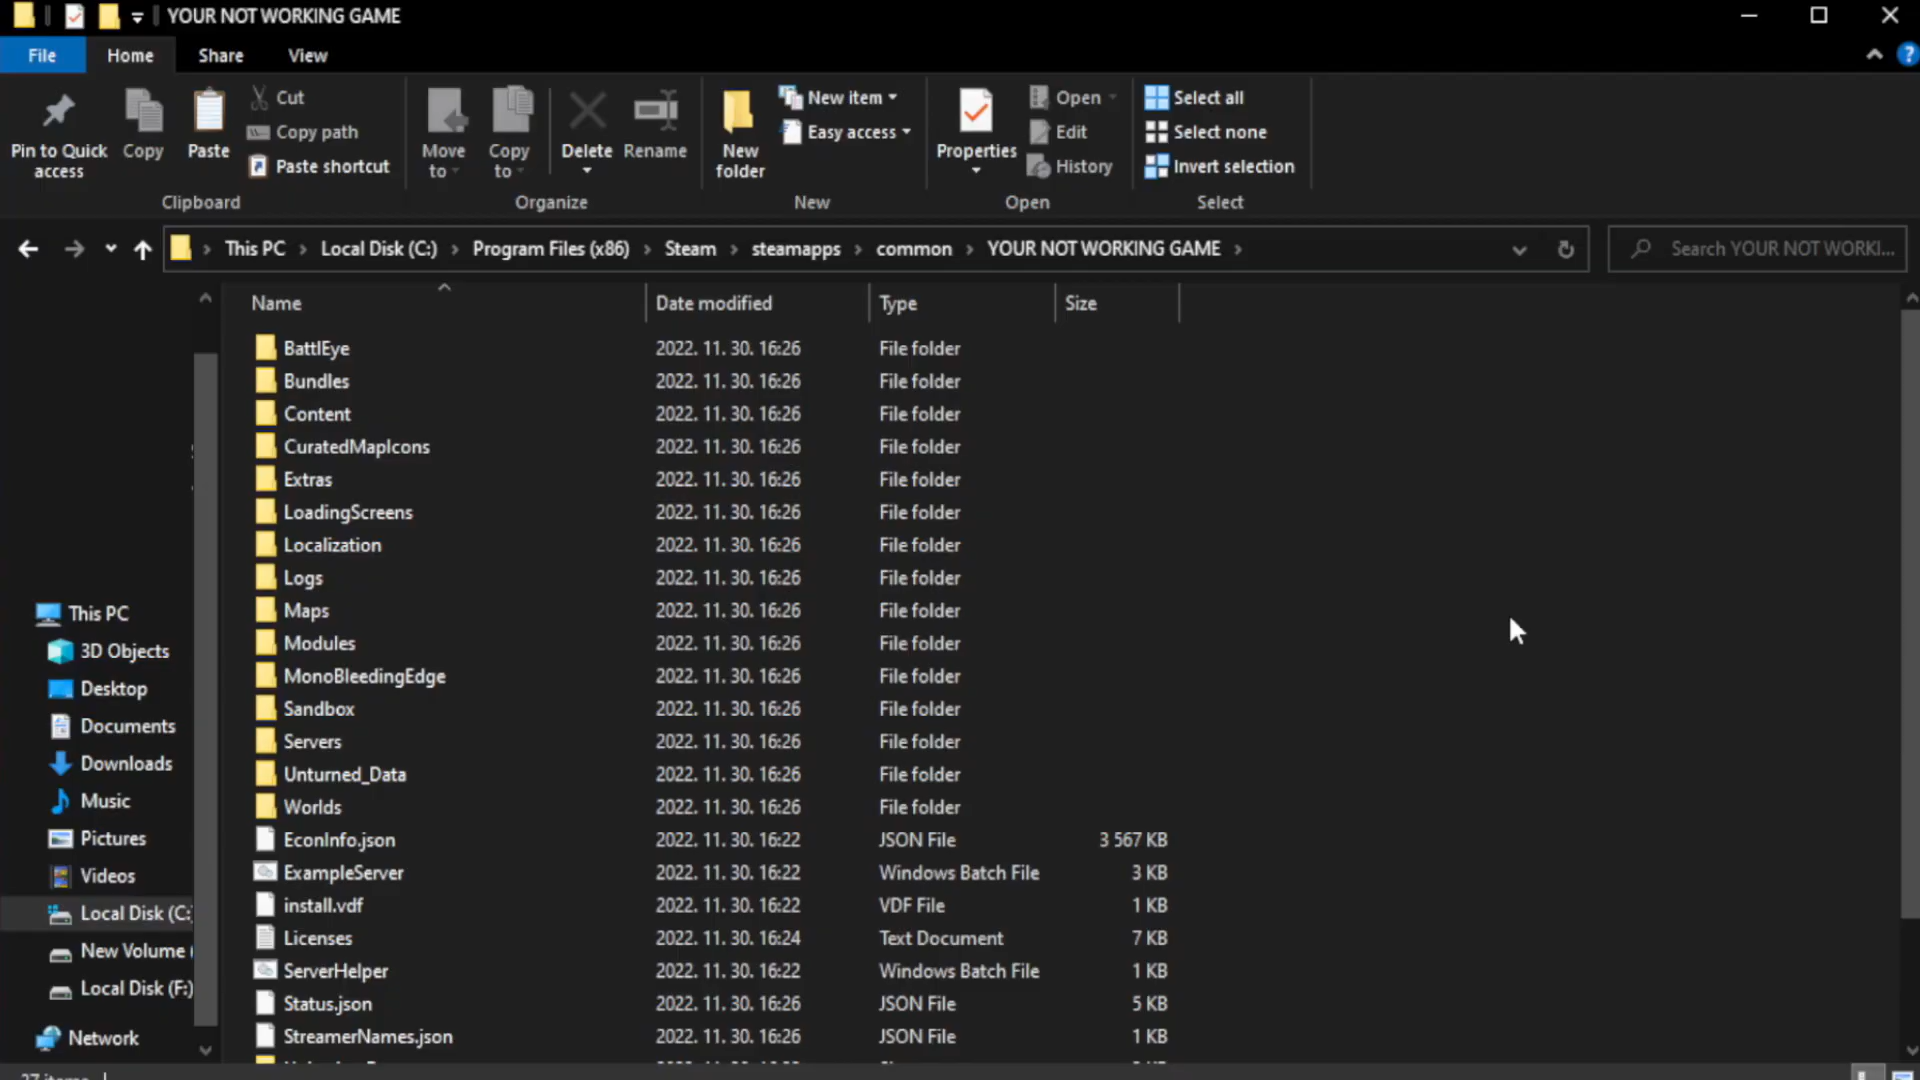 YOUR NOT WORKING GAME
File Home Share View
Pin to Quick access
Copy
Paste
Cut
Copy path
Paste shortcut
Clipboard
Move to
Copy to
Delete
Rename
Organize
New folder
New item
Easy access
New
Properties
Open
Edit
History
Open
Select all
Select none
Invert selection
Select
This PC > Local Disk (C:) > Program Files (x86) > Steam > steamapps > common > YOUR NOT WORKING GAME >
Search YOUR NOT WORKI...
This PC
3D Objects
Desktop
Documents
Downloads
Music
Pictures
Videos
Local Disk (C:
New Volume (
Local Disk (F:)
Network
Name Date modified Type Size
BattlEye 2022. 11. 30. 16:26 File folder
Bundles 2022. 11. 30. 16:26 File folder
Content 2022. 11. 30. 16:26 File folder
CuratedMapIcons 2022. 11. 30. 16:26 File folder
Extras 2022. 11. 30. 16:26 File folder
LoadingScreens 2022. 11. 30. 16:26 File folder
Localization 2022. 11. 30. 16:26 File folder
Logs 2022. 11. 30. 16:26 File folder
Maps 2022. 11. 30. 16:26 File folder
Modules 2022. 11. 30. 16:26 File folder
MonoBleedingEdge 2022. 11. 30. 16:26 File folder
Sandbox 2022. 11. 30. 16:26 File folder
Servers 2022. 11. 30. 16:26 File folder
Unturned_Data 2022. 11. 30. 16:26 File folder
Worlds 2022. 11. 30. 16:26 File folder
EconInfo.json 2022. 11. 30. 16:22 JSON File 3 567 KB
ExampleServer 2022. 11. 30. 16:22 Windows Batch File 3 KB
install.vdf 2022. 11. 30. 16:22 VDF File 1 KB
Licenses 2022. 11. 30. 16:24 Text Document 7 KB
ServerHelper 2022. 11. 30. 16:22 Windows Batch File 1 KB
Status.json 2022. 11. 30. 16:26 JSON File 5 KB
StreamerNames.json 2022. 11. 30. 16:26 JSON File 1 KB